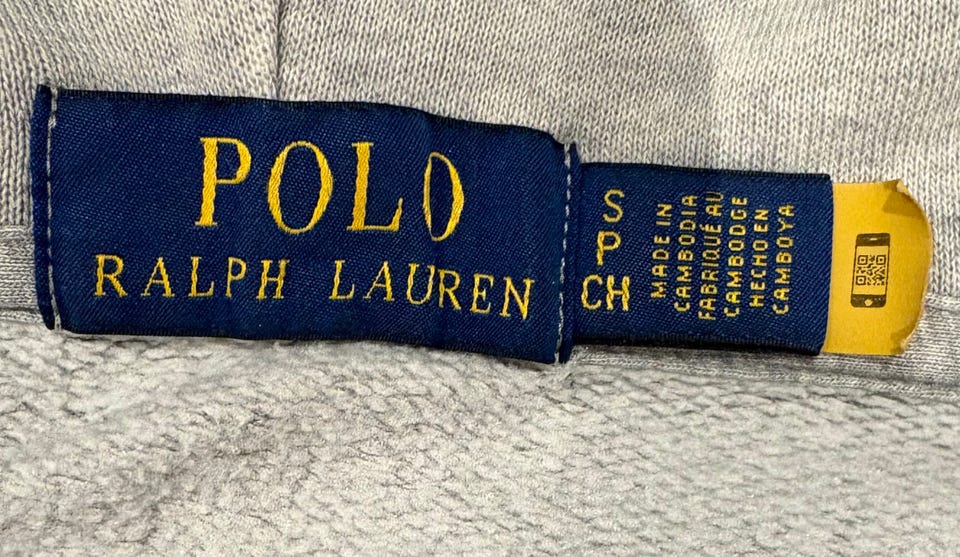 POLO
RALPH LAUREN
S
P
CH
MADE IN
CAMBODIA
FABRIQUÉ AU
CAMBODGE
HECHO EN
CAMBOYA